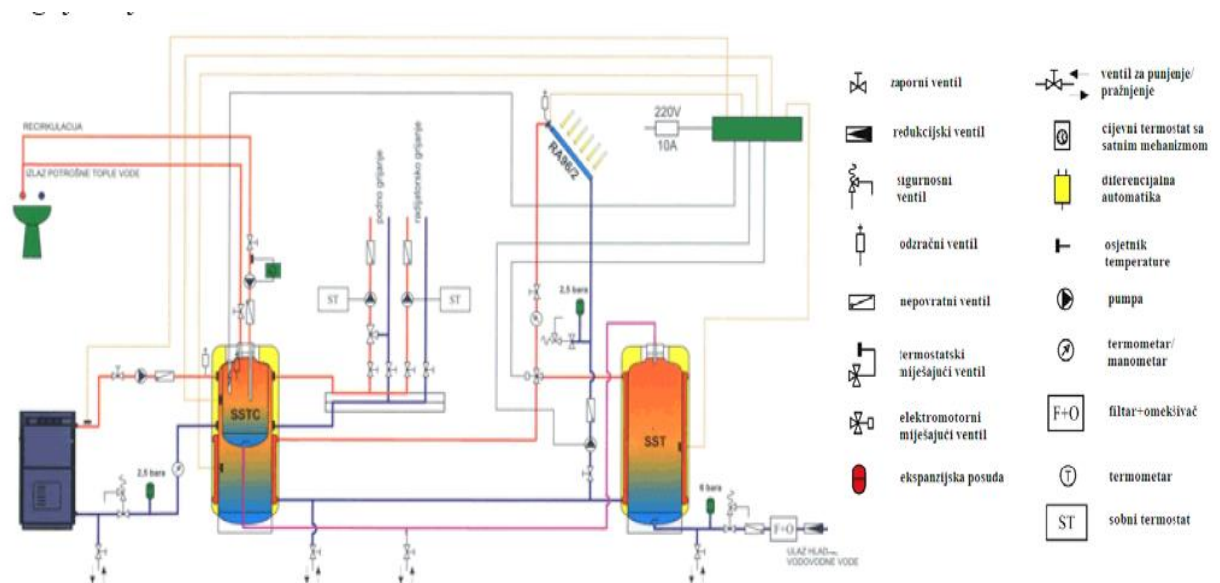 RECIRKULACIJA
IZLAZ POTROŠNE TOPLE VODE
podno grijanje
radijatorsko grijanje
220V
10A
RA96/2
ST
ST
2,5 bara
SSTC
SST
2,5 bara
6 bara
F+O
ULAZ
VODOVODNE VODE
zaporni ventil
redukcijski ventil
sigurnosni
ventil
odzračni ventil
nepovratni ventil
termostatski
miješajući ventil
elektromotorni
miješajući ventil
ekspanzijska posuda
ventil za punjenje/
pražnjenje
cijevni termostat sa
satnim mehanizmom
diferencijalna
automatika
osjetnik
temperature
pumpa
termometar/
manometar
F+O
filtar+omekšivač
T
termometar
ST
sobni termostat